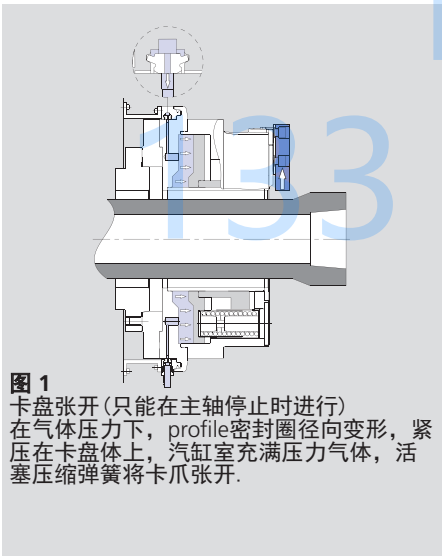 133
图 1
卡盘张开(只能在主轴停止时进行)
在气体压力下，profile密封圈径向变形，紧
压在卡盘体上，汽缸室充满压力气体，活
塞压缩弹簧将卡爪张开.